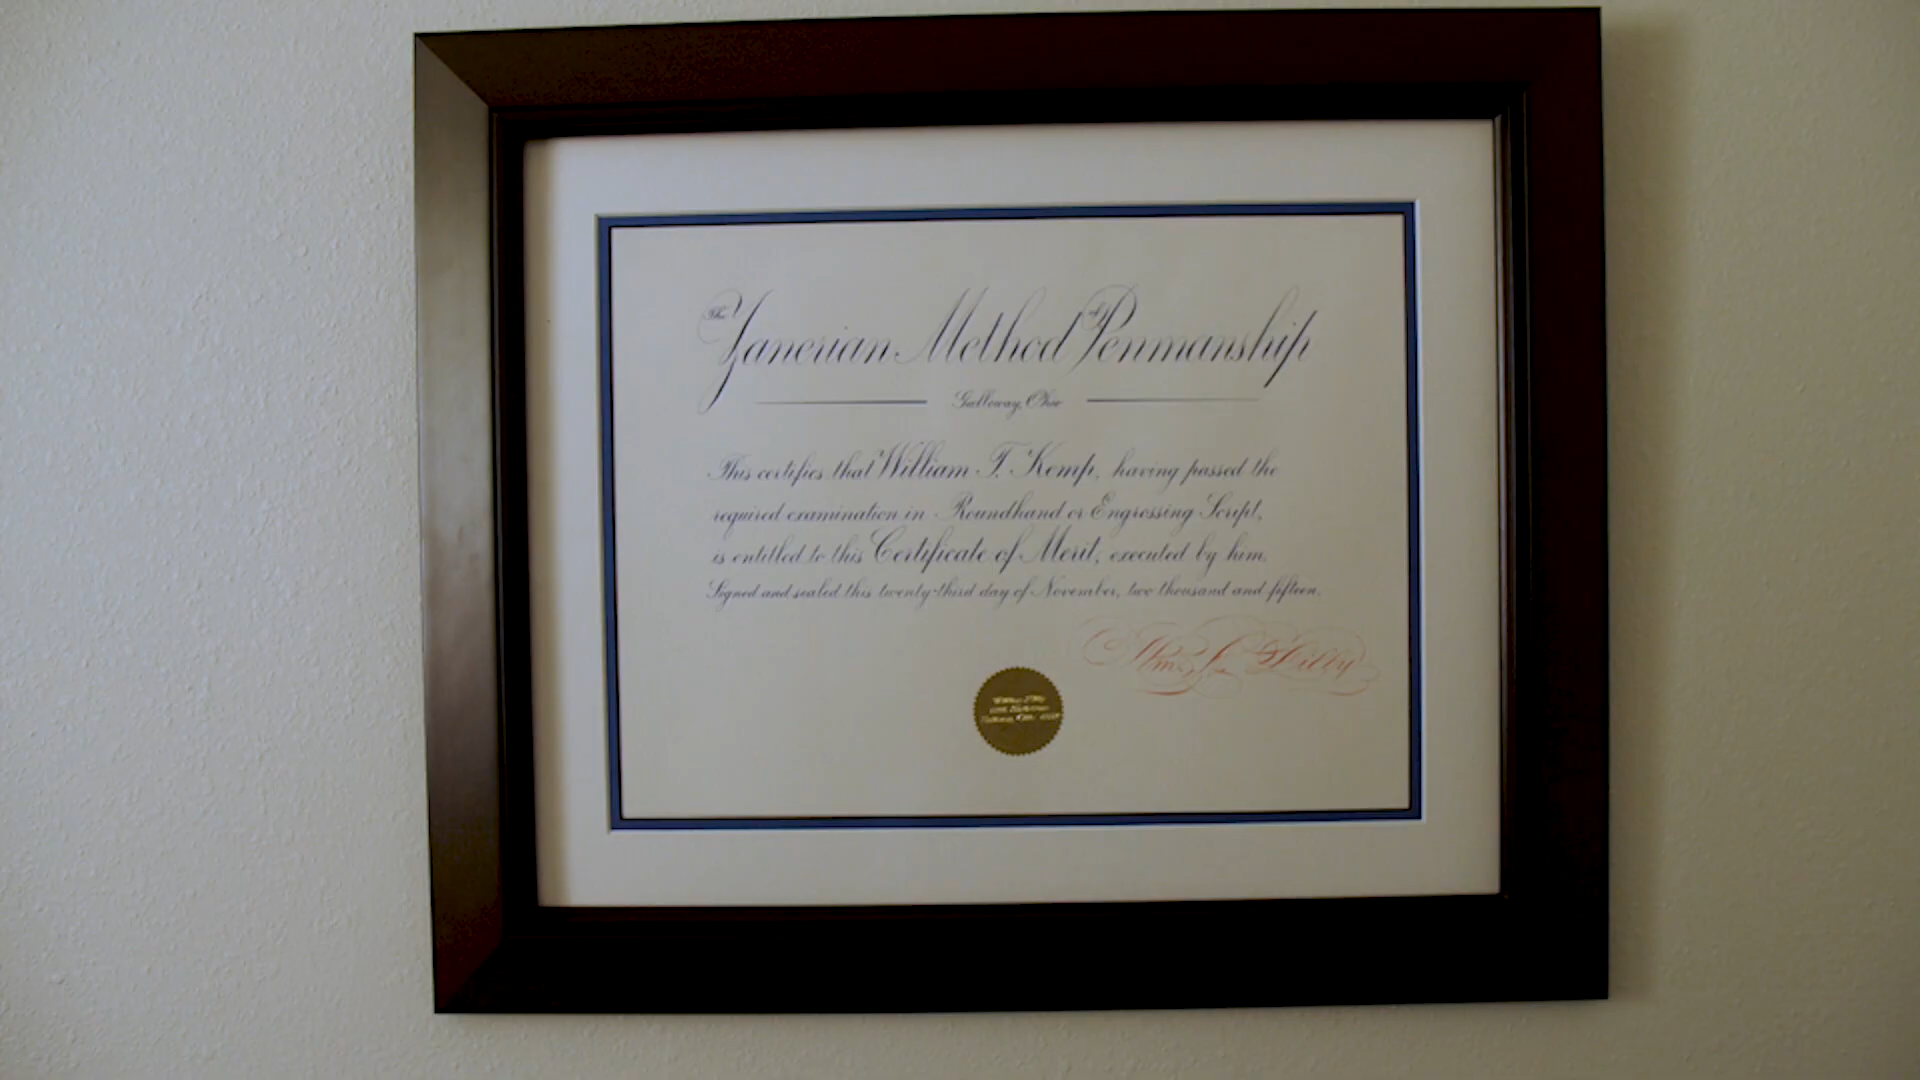 The Zanerian Method of Penmanship
Galloway, Ohio
This certifies that William T. Kemp, having passed the
required examination in Roundhand or Engrossing Script,
is entitled to this Certificate of Merit, executed by him.
Signed and sealed this twenty-third day of November, two thousand and fifteen.